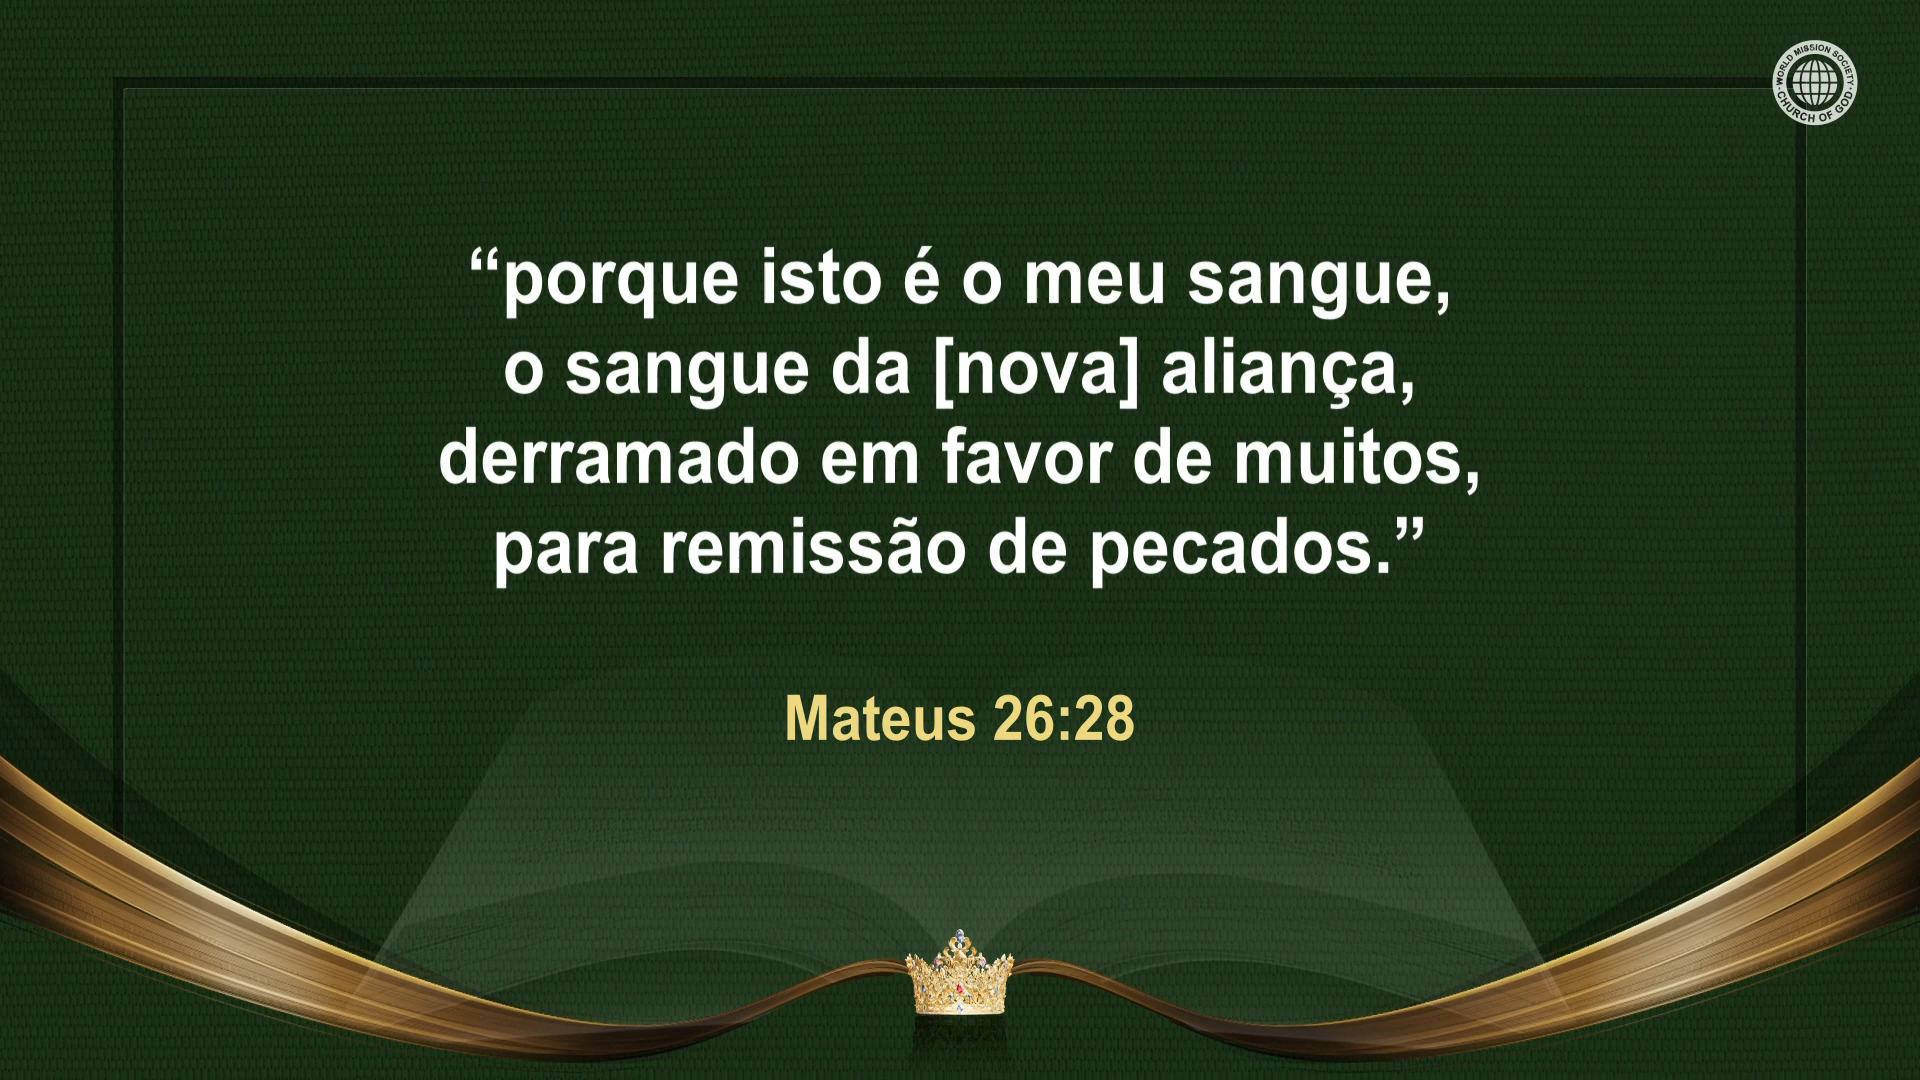 WORLD MISSION SOCIETY
CHURCH OF GOD
“porque isto é o meu sangue,
o sangue da [nova] aliança,
derramado em favor de muitos,
para remissão de pecados.”
Mateus 26:28